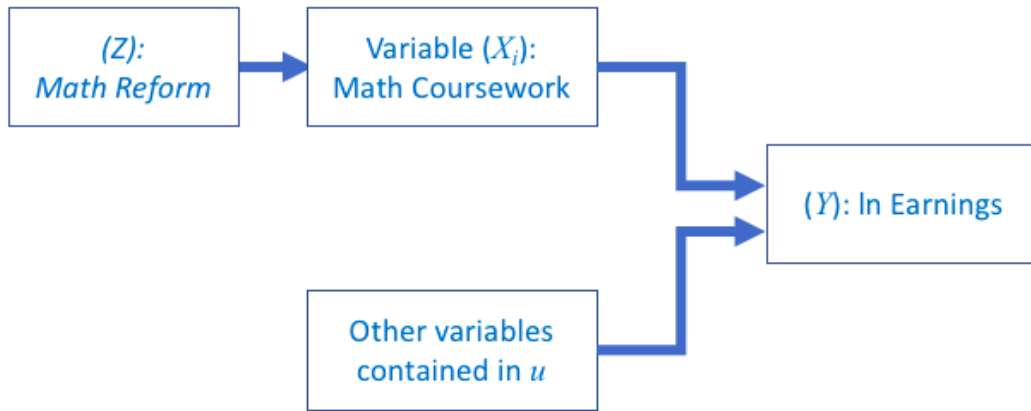 (Z):
Math Reform
Variable (Xi):
Math Coursework
(Y): ln Earnings
Other variables
contained in u